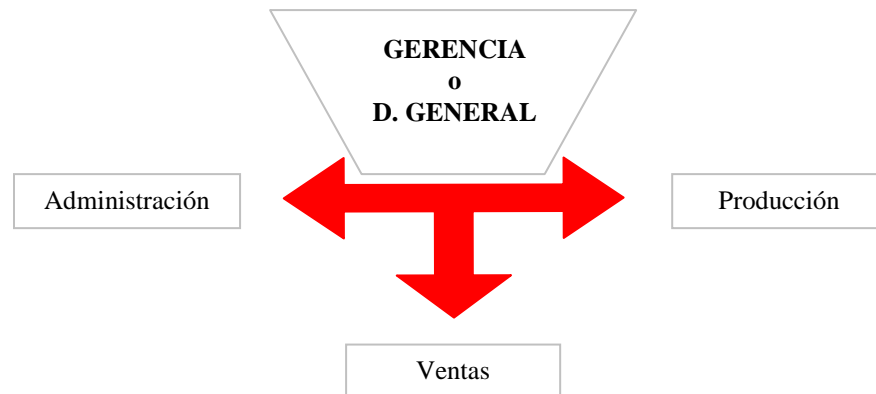 GERENCIA
o
D. GENERAL
Administración
Producción
Ventas